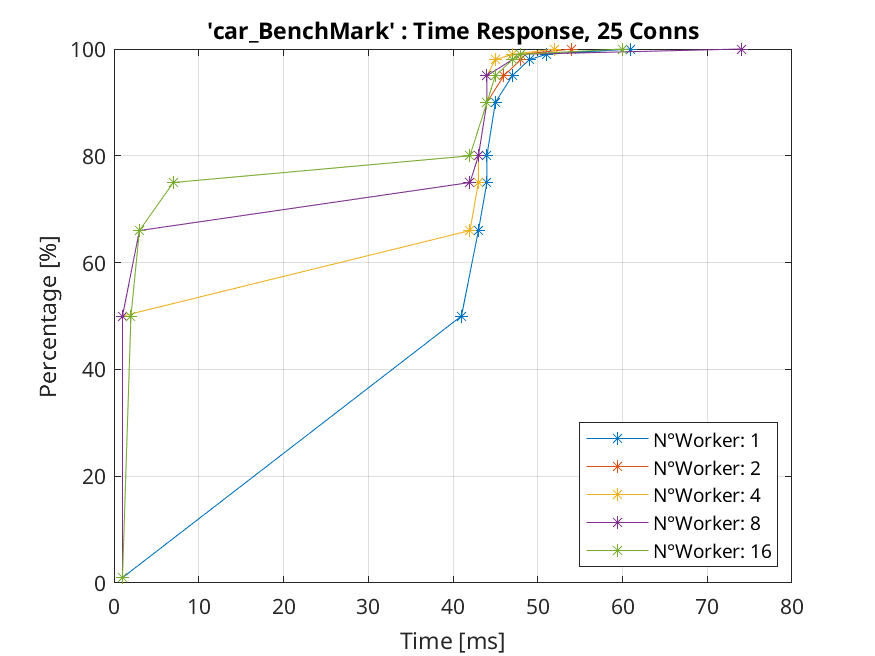 'car_BenchMark' : Time Response, 25 Conns
100
80
60
40
20
0
Percentage [%]
0 10 20 30 40 50 60 70 80
Time [ms]
N°Worker: 1
N°Worker: 2
N°Worker: 4
N°Worker: 8
N°Worker: 16